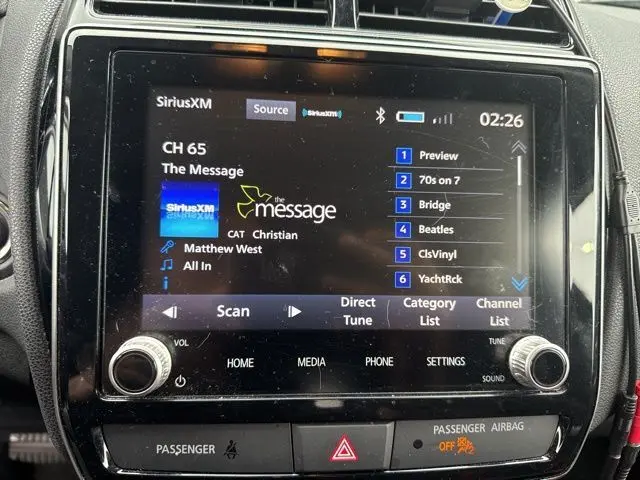 SiriusXM
Source
SiriusXM
02:26
CH 65
The Message
SiriusXM
the
message
CAT Christian
Matthew West
All In
1 Preview
2 70s on 7
3 Bridge
4 Beatles
5 ClsVinyl
6 YachtRck
Scan
Direct
Tune
Category
List
Channel
List
VOL
TUNE
HOME
MEDIA
PHONE
SETTINGS
SOUND
PASSENGER
PASSENGER AIRBAG
OFF